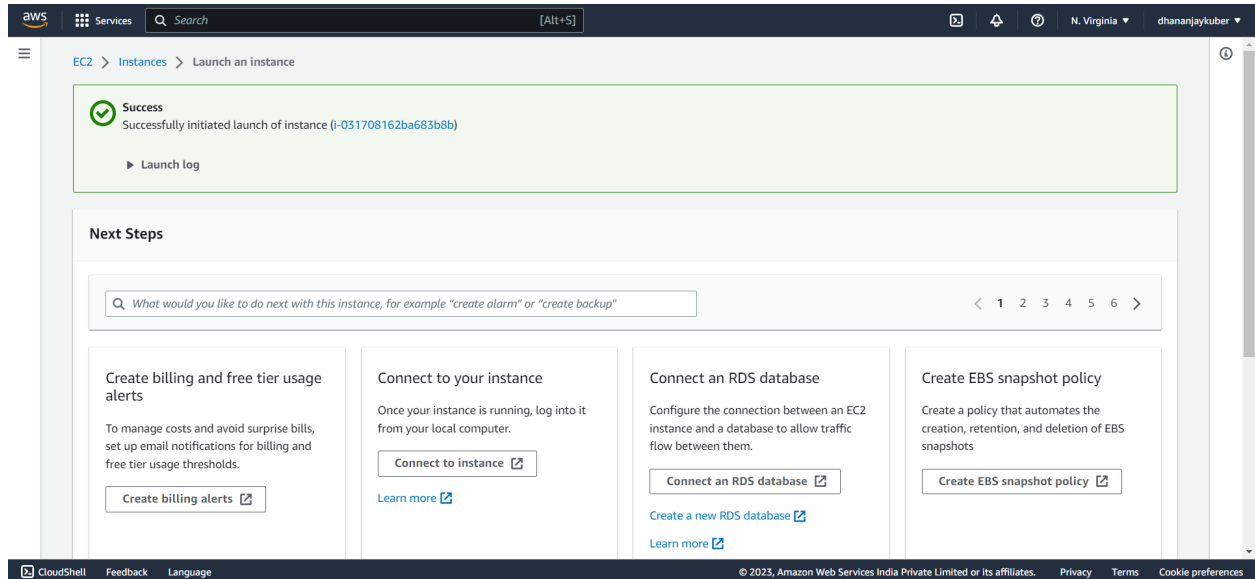 aws
Services
Search
[Alt+S]
N. Virginia
dhananjaykuber
EC2
Instances
Launch an instance
Success
Successfully initiated launch of instance (i-031708162ba683b8b)
Launch log
Next Steps
What would you like to do next with this instance, for example “create alarm” or “create backup”
1 2 3 4 5 6
Create billing and free tier usage
alerts
To manage costs and avoid surprise bills,
set up email notifications for billing and
free tier usage thresholds.
Create billing alerts
Connect to your instance
Once your instance is running, log into it
from your local computer.
Connect to instance
Learn more
Connect an RDS database
Configure the connection between an EC2
instance and a database to allow traffic
flow between them.
Connect an RDS database
Create a new RDS database
Learn more
Create EBS snapshot policy
Create a policy that automates the
creation, retention, and deletion of EBS
snapshots
Create EBS snapshot policy
CloudShell
Feedback
Language
© 2023, Amazon Web Services India Private Limited or its affiliates.
Privacy
Terms
Cookie preferences